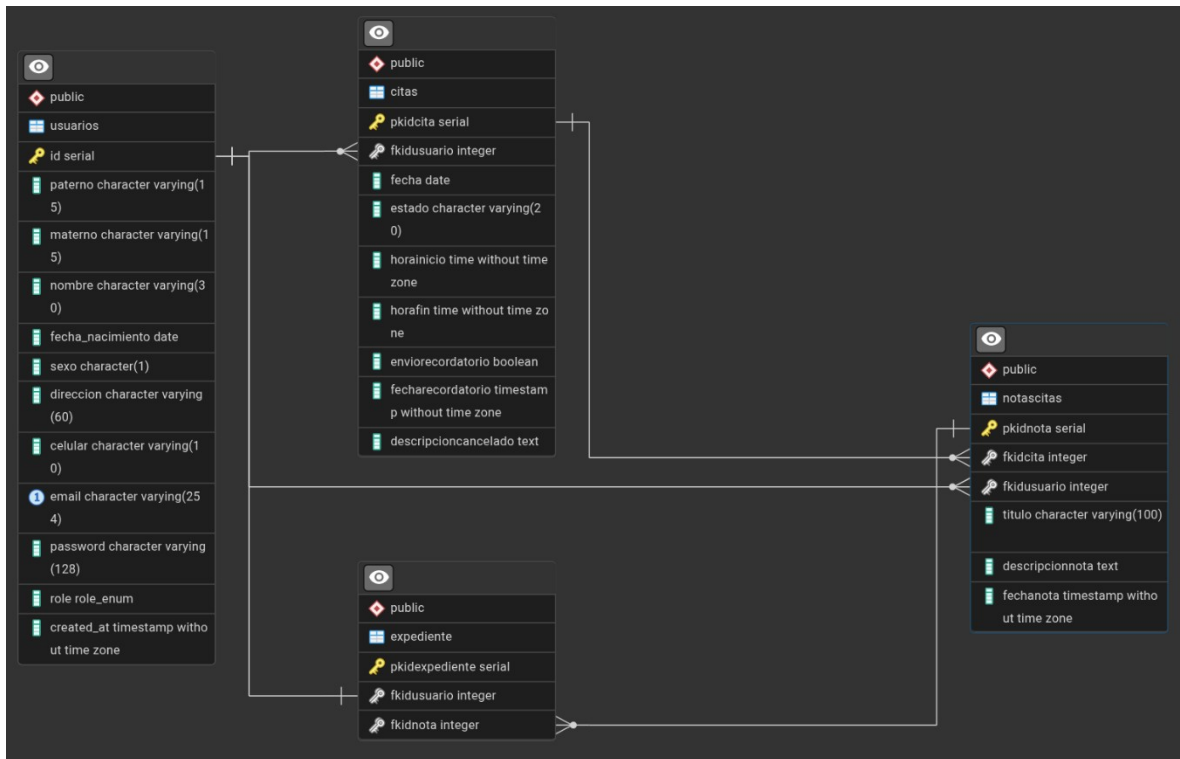 public
usuarios
id serial
paterno character varying(1
5)
materno character varying(1
5)
nombre character varying(3
0)
fecha_nacimiento date
sexo character(1)
direccion character varying
(60)
celular character varying(1
0)
1
email character varying(25
4)
password character varying
(128)
role role_enum
created_at timestamp witho
ut time zone
public
citas
pkidcita serial
fkidusuario integer
fecha date
estado character varying(2
0)
horainicio time without time
zone
horafin time without time zo
ne
enviorecordatorio boolean
fecharecordatorio timestam
p without time zone
descripcioncancelado text
public
expediente
pkidexpediente serial
fkidusuario integer
fkidnota integer
public
notascitas
pkidnota serial
fkidcita integer
fkidusuario integer
titulo character varying(100)
descripcionnota text
fechanota timestamp witho
ut time zone